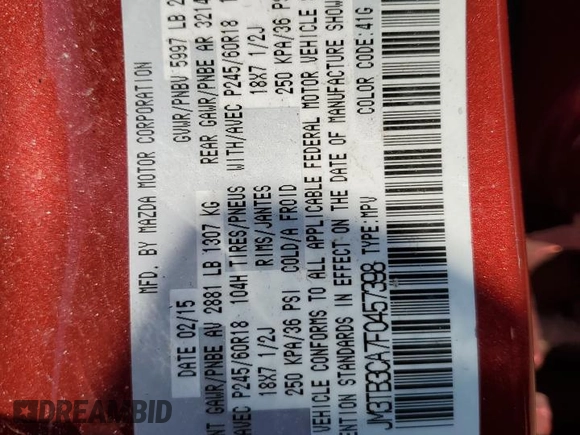 MFD. BY MAZDA MOTOR CORPORATION
DATE 02/15 GVWR/PNBV 5997 LB
GAWR/PNBE AV 2881 LB 1307 KG REAR GAWR/PNBE AR
AVEC P245/60R18 104H TIRES/PNEUS WITH/AVEC P245/60R18
18X7 1/2J RIMS/JANTES 18X7 1/2J
250 KPA/36 PSI COLD/A FROID 250 KPA/36
VEHICLE CONFORMS TO ALL APPLICABLE FEDERAL MOTOR VEHICLE
STANDARDS IN EFFECT ON THE DATE OF MANUFACTURE SHOWN
JM3TB3CA7F0457398 TYPE:MPV COLOR CODE:41G
DREAMBID